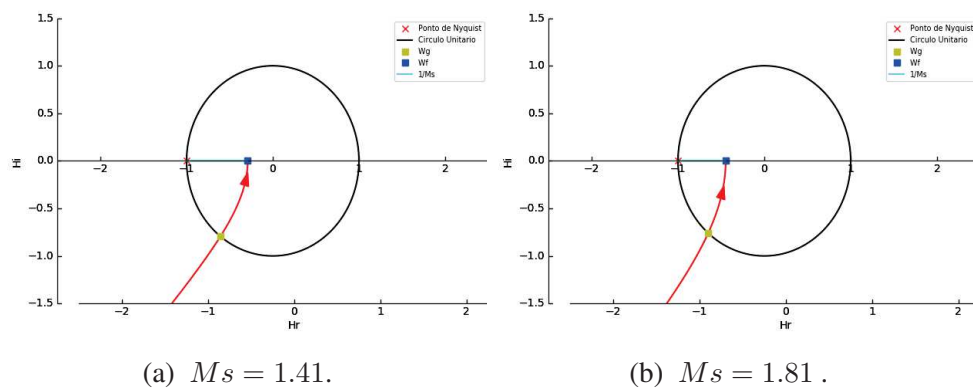 1.5
1.0
0.5
0.0
−0.5
−1.0
−1.5
Hi
−2
−1
0
1
2
−2
−1
0
1
2
Hr
Ponto de Nyquist
Circulo Unitario
Wg
Wf
1/Ms
(a) Ms = 1.41.
1.5
1.0
0.5
0.0
−0.5
−1.0
−1.5
Hi
−2
−1
0
1
2
−2
−1
0
1
2
Hr
Ponto de Nyquist
Circulo Unitario
Wg
Wf
1/Ms
(b) Ms = 1.81 .